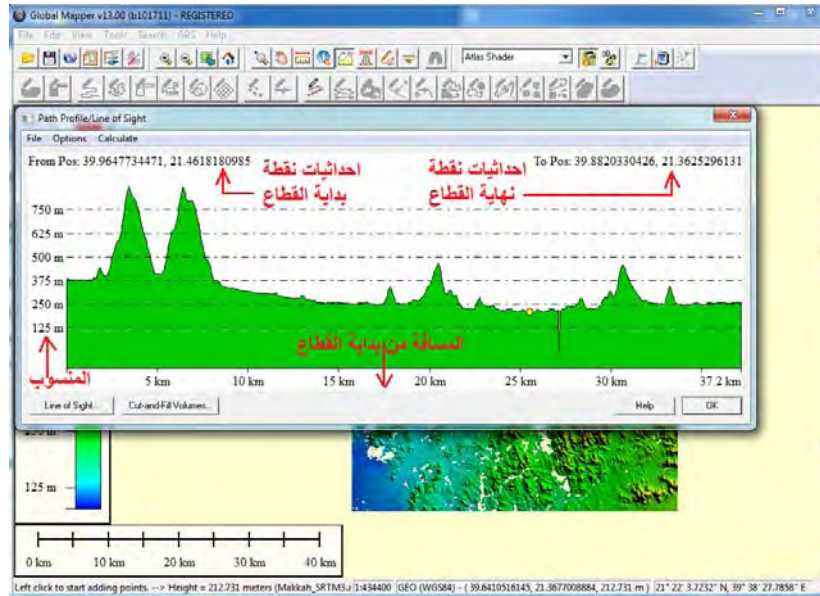 Global Mapper v13.00 (b101711) - REGISTERED
File Edit View Tools Search GPS Help
Atlas Shader
Path Profile/Line of Sight
File Options Calculate
From Pos: 39.9647734471, 21.4618180985
To Pos: 39.8820330426, 21.3625296131
احداثيات نقطة
بداية القطاع
احداثيات نقطة
نهاية القطاع
750 m
625 m
500 m
375 m
250 m
125 m
المسافة من بداية القطاع
المنسوب
5 km 10 km 15 km 20 km 25 km 30 km 37.2 km
Line of Sight... Cut-and-Fill Volumes... Help OK
125 m
0 km 10 km 20 km 30 km 40 km
Left click to start adding points. --> Height = 212.731 meters (Makkah_SRTM3.z 1:434400 GEO (WGS84) - ( 39.6410516145, 21.3677008884, 212.731 m ) 21° 22' 3.7232" N, 39° 38' 27.7858" E